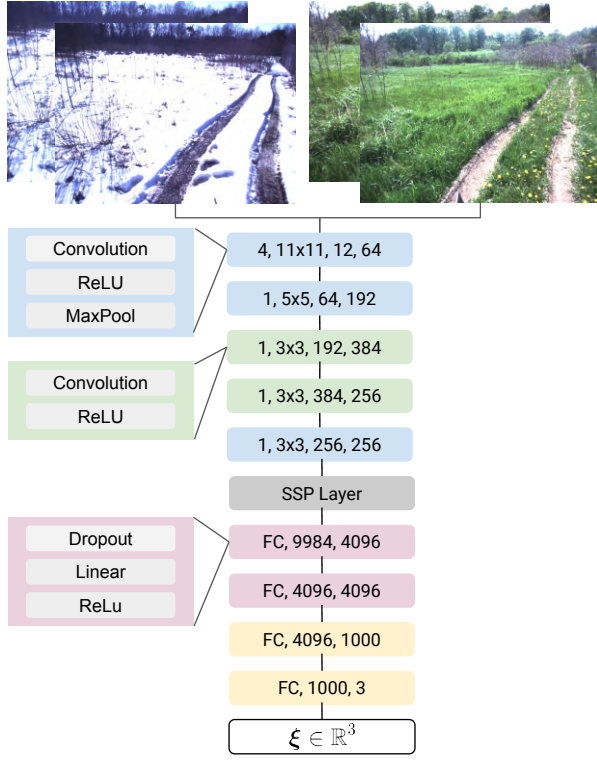 Convolution
ReLU
MaxPool
4, 11x11, 12, 64
1, 5x5, 64, 192
Convolution
ReLU
1, 3x3, 192, 384
1, 3x3, 384, 256
1, 3x3, 256, 256
SSP Layer
Dropout
Linear
ReLu
FC, 9984, 4096
FC, 4096, 4096
FC, 4096, 1000
FC, 1000, 3
ξ ∈ ℝ³